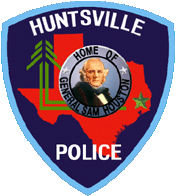 HUNTSVILLE
HOME OF
GENERAL SAM HOUSTON
POLICE